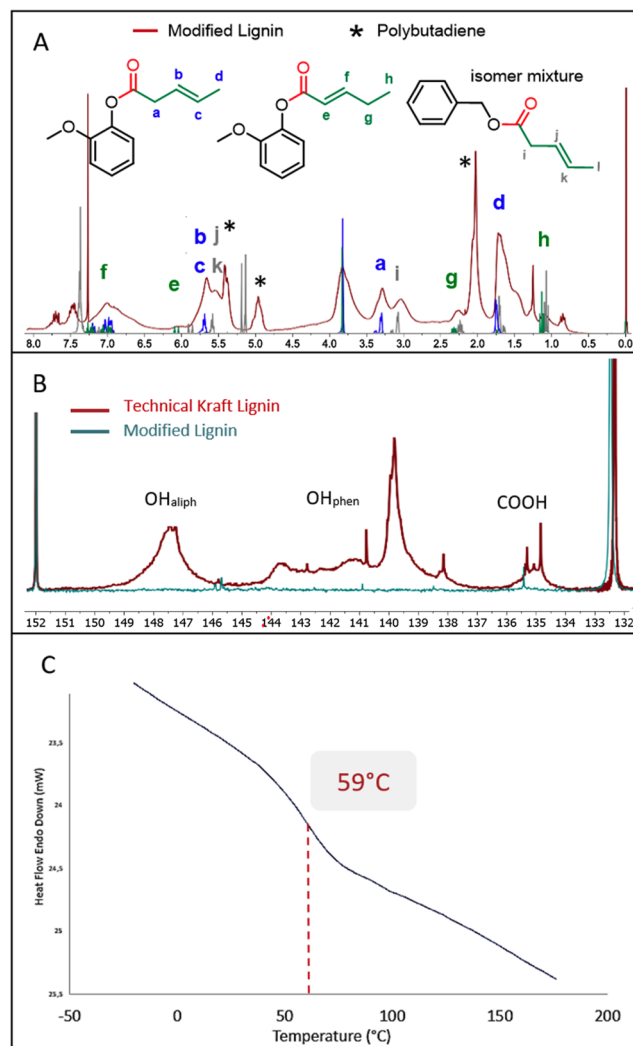 A
Modified Lignin
* Polybutadiene
isomer mixture
O
b
d
O
a
c
O
O
f
h
O
e
g
O
O
O
i
j
k
l
f
e
b
c
j
k
*
*
a
i
g
*
d
h
8.0 7.5 7.0 6.5 6.0 5.5 5.0 4.5 4.0 3.5 3.0 2.5 2.0 1.5 1.0 0.5 0.0
B
Technical Kraft Lignin
Modified Lignin
OHaliph
OHphen
COOH
152 151 150 149 148 147 146 145 144 143 142 141 140 139 138 137 136 135 134 133 132
C
Heat Flow Endo Down (mW)
23,5
24
24,5
25
25,5
59°C
-50 0 50 100 150 200
Temperature (°C)